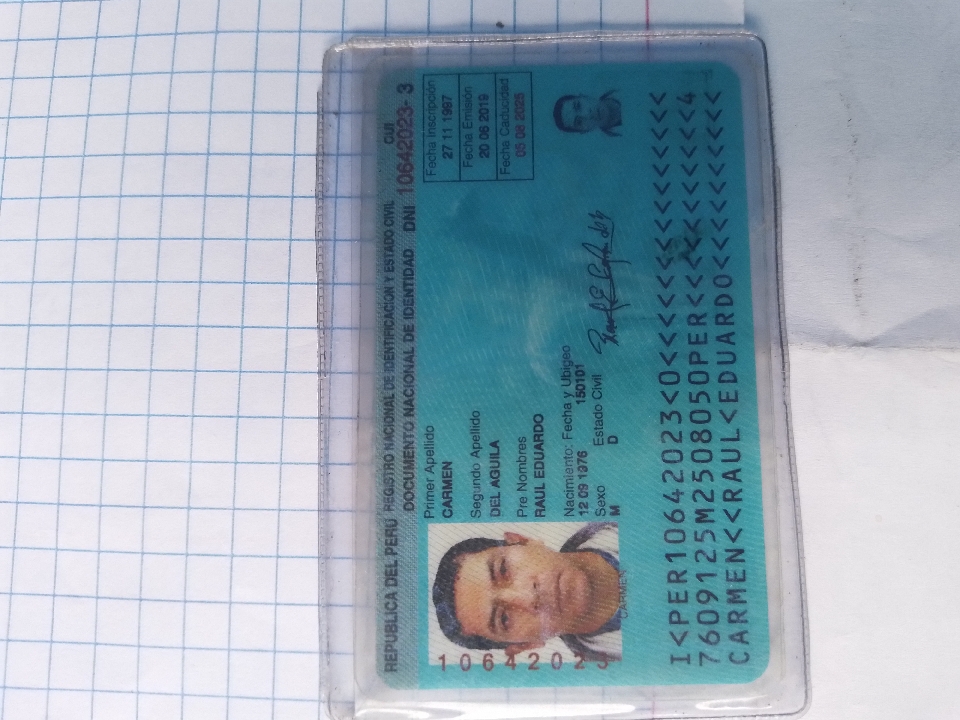 REPUBLICA DEL PERU REGISTRO NACIONAL DE IDENTIFICACION Y ESTADO CIVIL CUI
DOCUMENTO NACIONAL DE IDENTIDAD DNI 10642023-3
Primer Apellido
CARMEN
Segundo Apellido
DEL AGUILA
Pre Nombres
RAUL EDUARDO
Nacimiento: Fecha y Ubigeo
12 09 1976 150101
Sexo Estado Civil
M D
Fecha Inscripción
27 11 1997
Fecha Emisión
20 06 2019
Fecha Caducidad
05 08 2025
10642023
CARMEN
I<PER10642023<0<<<<<<<<<<<<<<<
7609125M2508050PER<<<<<<<<<<<4
CARMEN<<RAUL<EDUARDO<<<<<<<<<<